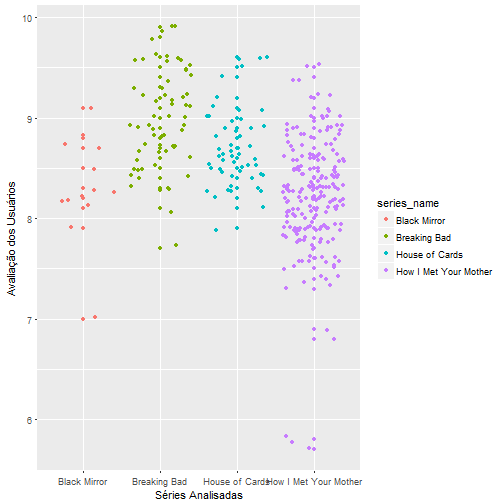 10
9
8
7
6
Avaliação dos Usuários
Black Mirror
Breaking Bad
House of Cards
How I Met Your Mother
Séries Analisadas
series_name
Black Mirror
Breaking Bad
House of Cards
How I Met Your Mother